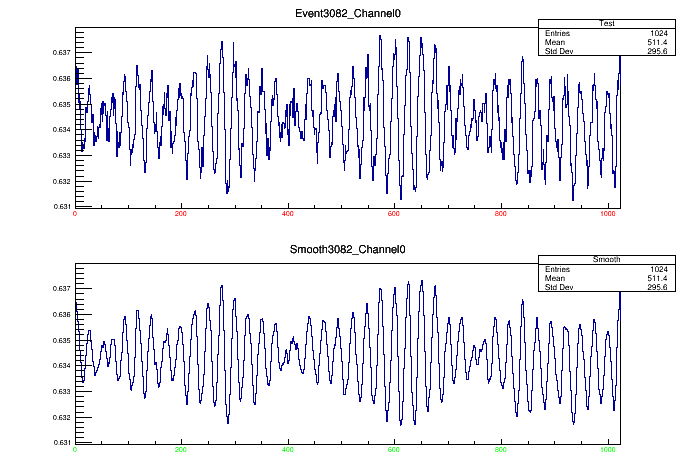 Event3082_Channel0
Test
Entries 1024
Mean 511.4
Std Dev 295.6
0.637
0.636
0.635
0.634
0.633
0.632
0.631
0 200 400 600 800 1000
Smooth3082_Channel0
Smooth
Entries 1024
Mean 511.4
Std Dev 295.6
0.637
0.636
0.635
0.634
0.633
0.632
0.631
0 200 400 600 800 1000